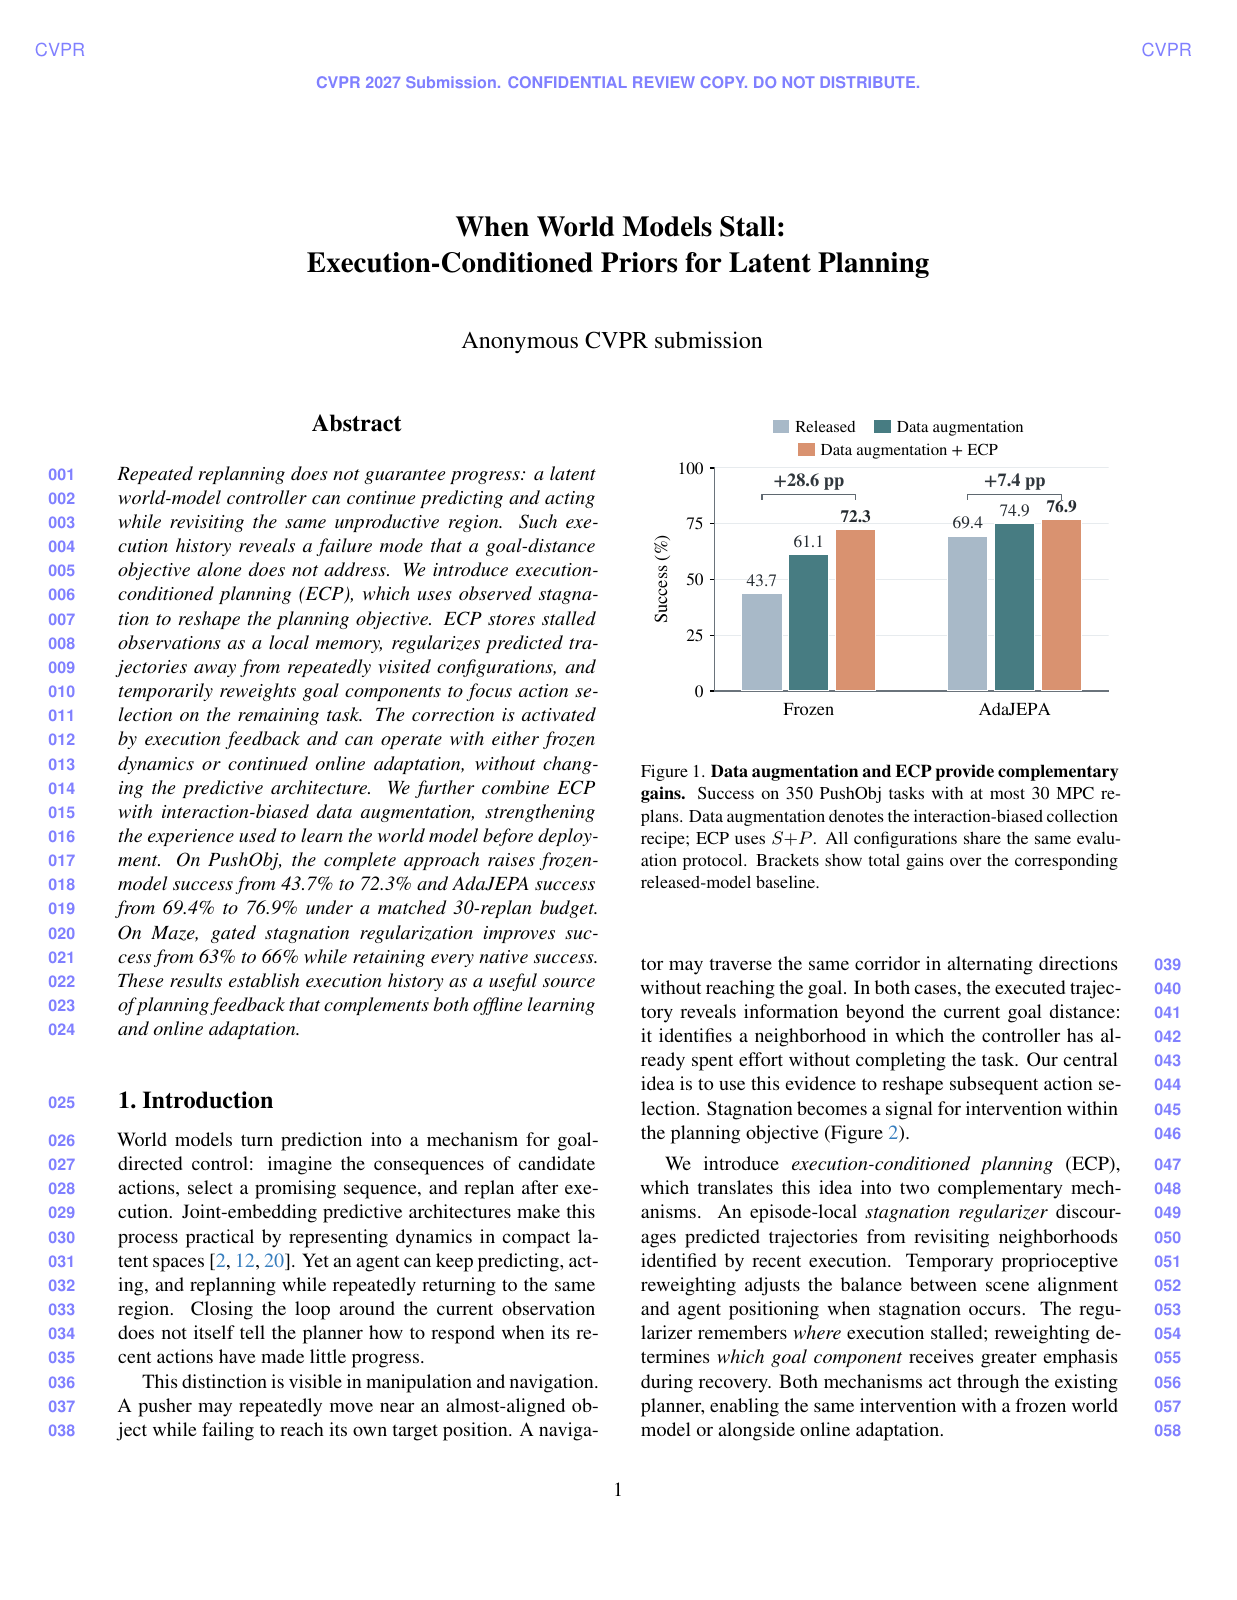 CVPR
CVPR
CVPR 2027 Submission. CONFIDENTIAL REVIEW COPY. DO NOT DISTRIBUTE.
When World Models Stall:
Execution-Conditioned Priors for Latent Planning
Anonymous CVPR submission
Abstract
001 Repeated replanning does not guarantee progress: a latent
002 world-model controller can continue predicting and acting
003 while revisiting the same unproductive region. Such exe-
004 cution history reveals a failure mode that a goal-distance
005 objective alone does not address. We introduce execution-
006 conditioned planning (ECP), which uses observed stagna-
007 tion to reshape the planning objective. ECP stores stalled
008 observations as a local memory, regularizes predicted tra-
009 jectories away from repeatedly visited configurations, and
010 temporarily reweights goal components to focus action se-
011 lection on the remaining task. The correction is activated
012 by execution feedback and can operate with either frozen
013 dynamics or continued online adaptation, without chang-
014 ing the predictive architecture. We further combine ECP
015 with interaction-biased data augmentation, strengthening
016 the experience used to learn the world model before deploy-
017 ment. On PushObj, the complete approach raises frozen-
018 model success from 43.7% to 72.3% and AdaJEPA success
019 from 69.4% to 76.9% under a matched 30-replan budget.
020 On Maze, gated stagnation regularization improves suc-
021 cess from 63% to 66% while retaining every native success.
022 These results establish execution history as a useful source
023 of planning feedback that complements both offline learning
024 and online adaptation.
025 1. Introduction
026 World models turn prediction into a mechanism for goal-
027 directed control: imagine the consequences of candidate
028 actions, select a promising sequence, and replan after exe-
029 cution. Joint-embedding predictive architectures make this
030 process practical by representing dynamics in compact la-
031 tent spaces [2, 12, 20]. Yet an agent can keep predicting, act-
032 ing, and replanning while repeatedly returning to the same
033 region. Closing the loop around the current observation
034 does not itself tell the planner how to respond when its re-
035 cent actions have made little progress.
036 This distinction is visible in manipulation and navigation.
037 A pusher may repeatedly move near an almost-aligned ob-
038 ject while failing to reach its own target position. A naviga-
Released Data augmentation
Data augmentation + ECP
Success (%)
100
75
50
25
0
+28.6 pp
43.7
61.1
72.3
+7.4 pp
69.4
74.9
76.9
Frozen
AdaJEPA
Figure 1. Data augmentation and ECP provide complementary
gains. Success on 350 PushObj tasks with at most 30 MPC re-
plans. Data augmentation denotes the interaction-biased collection
recipe; ECP uses S+P. All configurations share the same evalu-
ation protocol. Brackets show total gains over the corresponding
released-model baseline.
tor may traverse the same corridor in alternating directions 039
without reaching the goal. In both cases, the executed trajec- 040
tory reveals information beyond the current goal distance: 041
it identifies a neighborhood in which the controller has al- 042
ready spent effort without completing the task. Our central 043
idea is to use this evidence to reshape subsequent action se- 044
lection. Stagnation becomes a signal for intervention within 045
the planning objective (Figure 2). 046
We introduce execution-conditioned planning (ECP), 047
which translates this idea into two complementary mech- 048
anisms. An episode-local stagnation regularizer discour- 049
ages predicted trajectories from revisiting neighborhoods 050
identified by recent execution. Temporary proprioceptive 051
reweighting adjusts the balance between scene alignment 052
and agent positioning when stagnation occurs. The regu- 053
larizer remembers where execution stalled; reweighting de- 054
termines which goal component receives greater emphasis 055
during recovery. Both mechanisms act through the existing 056
planner, enabling the same intervention with a frozen world 057
model or alongside online adaptation. 058
1